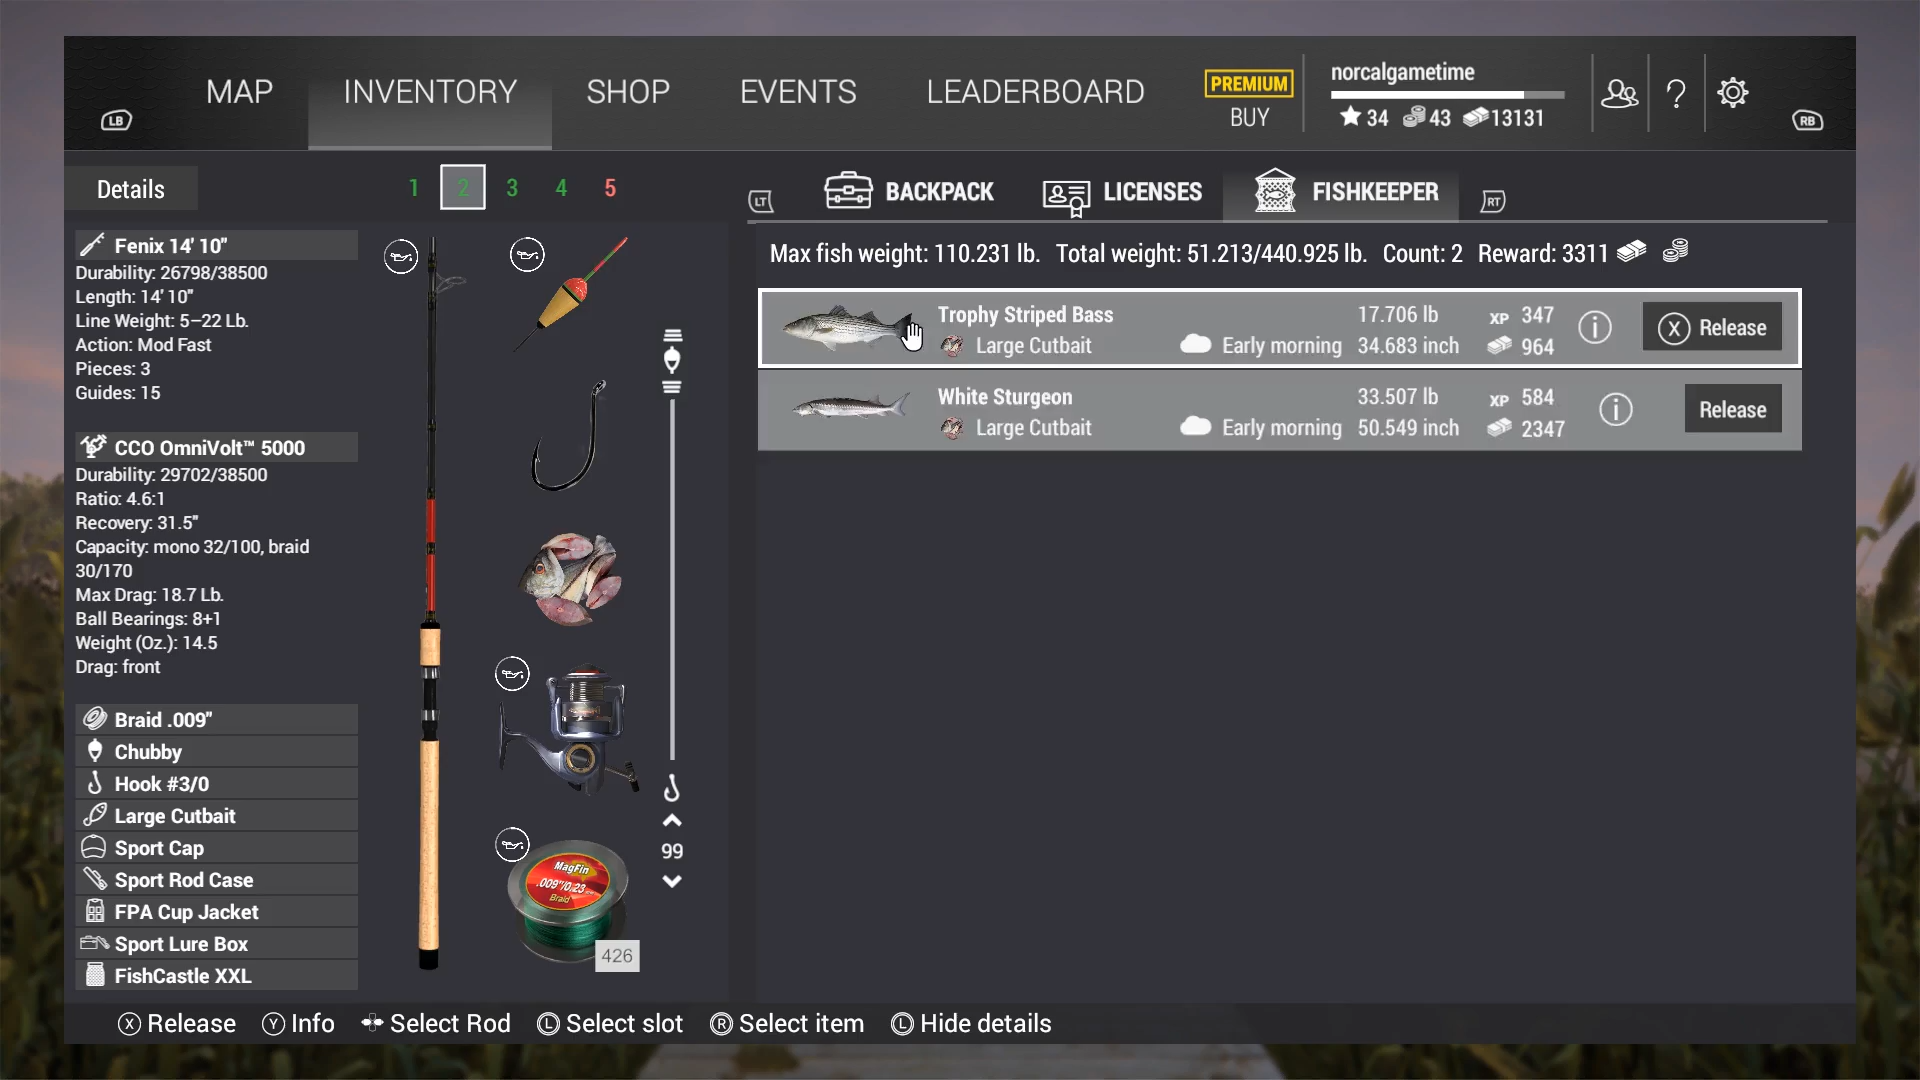 LB
MAP
INVENTORY
SHOP
EVENTS
LEADERBOARD
PREMIUM
BUY
norcalgametime
34 43 13131
?
RB
Details
1 2 3 4 5
LT
BACKPACK
LICENSES
FISHKEEPER
RT
Max fish weight: 110.231 lb. Total weight: 51.213/440.925 lb. Count: 2 Reward: 3311
Trophy Striped Bass 17.706 lb XP 347
Large Cutbait Early morning 34.683 inch 964
i
X Release
White Sturgeon 33.507 lb XP 584
Large Cutbait Early morning 50.549 inch 2347
i
Release
Fenix 14' 10"
Durability: 26798/38500
Length: 14' 10"
Line Weight: 5–22 Lb.
Action: Mod Fast
Pieces: 3
Guides: 15
CCO OmniVolt™ 5000
Durability: 29702/38500
Ratio: 4.6:1
Recovery: 31.5"
Capacity: mono 32/100, braid
30/170
Max Drag: 18.7 Lb.
Ball Bearings: 8+1
Weight (Oz.): 14.5
Drag: front
Braid .009"
Chubby
Hook #3/0
Large Cutbait
Sport Cap
Sport Rod Case
FPA Cup Jacket
Sport Lure Box
FishCastle XXL
99
MagFin
.009"/0.23
Braid
426
X Release Y Info Select Rod L Select slot R Select item L Hide details